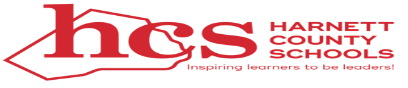 hcs
HARNETT
COUNTY
SCHOOLS
Inspiring learners to be leaders!